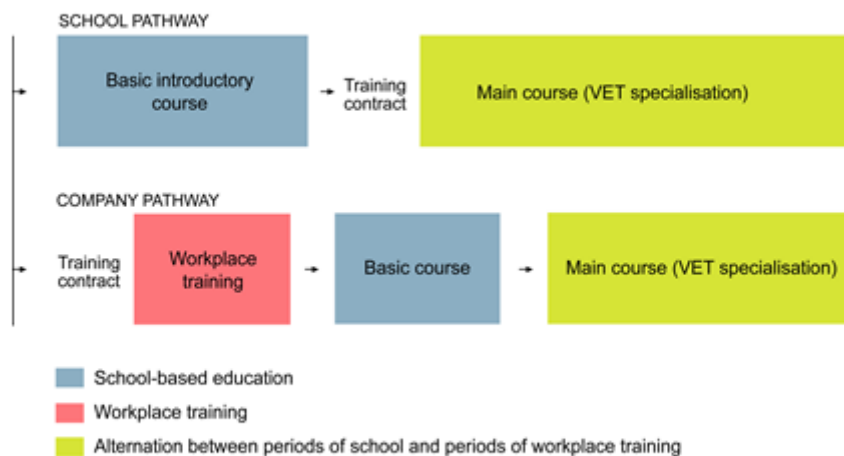 SCHOOL PATHWAY
Basic introductory
course
Training
contract
Main course (VET specialisation)
COMPANY PATHWAY
Training
contract
Workplace
training
Basic course
Main course (VET specialisation)
School-based education
Workplace training
Alternation between periods of school and periods of workplace training